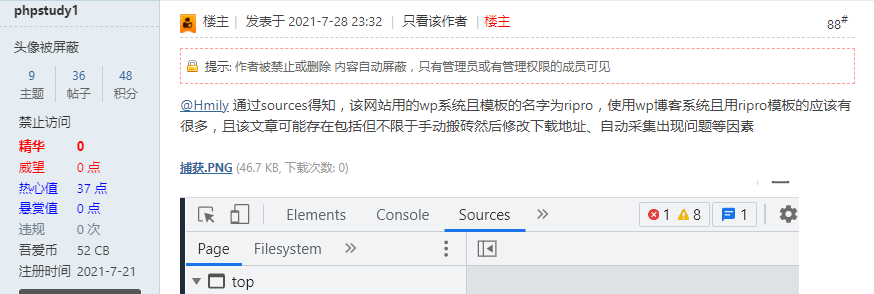 phpstudy1
头像被屏蔽
9 36 48
主题 帖子 积分
禁止访问
精华 0
威望 0 点
热心值 37 点
悬赏值 0 点
违规 0 次
吾爱币 52 CB
注册时间 2021-7-21
楼主 | 发表于 2021-7-28 23:32 | 只看该作者 | 楼主
88#
提示: 作者被禁止或删除 内容自动屏蔽，只有管理员或有管理权限的成员可见
@Hmily 通过sources得知，该网站用的wp系统且模板的名字为ripro，使用wp博客系统且用ripro模板的应该有
很多，且该文章可能存在包括但不限于手动搬砖然后修改下载地址、自动采集出现问题等因素
捕获.PNG (46.7 KB, 下载次数: 0)
Elements Console Sources » 1 8 1
Page Filesystem »
top